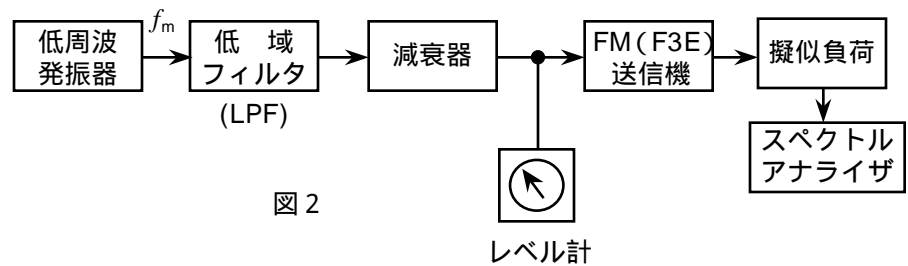 fm
低周波
発振器
低 域
フィルタ
(LPF)
減衰器
FM(F3E)
送信機
擬似負荷
スペクトル
アナライザ
レベル計
図2